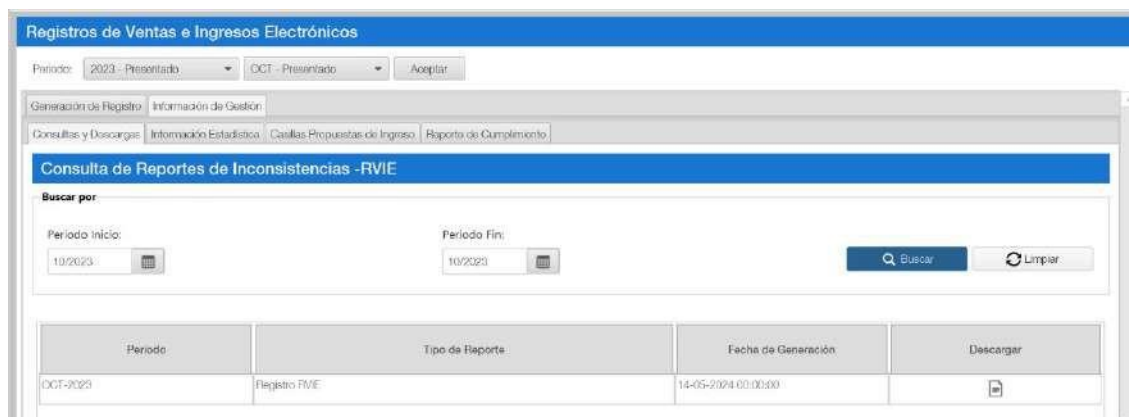 Registros de Ventas e Ingresos Electrónicos
Periodo: 2023 - Presentado OCT - Presentado Aceptar
Generación de Registro Información de Gestión
Consultas y Descargas Información Estadística Casillas Propuestas de Ingreso Reporte de Cumplimiento
Consulta de Reportes de Inconsistencias -RVIE
Buscar por
Periodo Inicio: Periodo Fin:
10/2023 10/2023 Buscar Limpiar
Periodo Tipo de Reporte Fecha de Generación Descargar
OCT-2023 Registro RVIE 14-05-2024 00:00:00